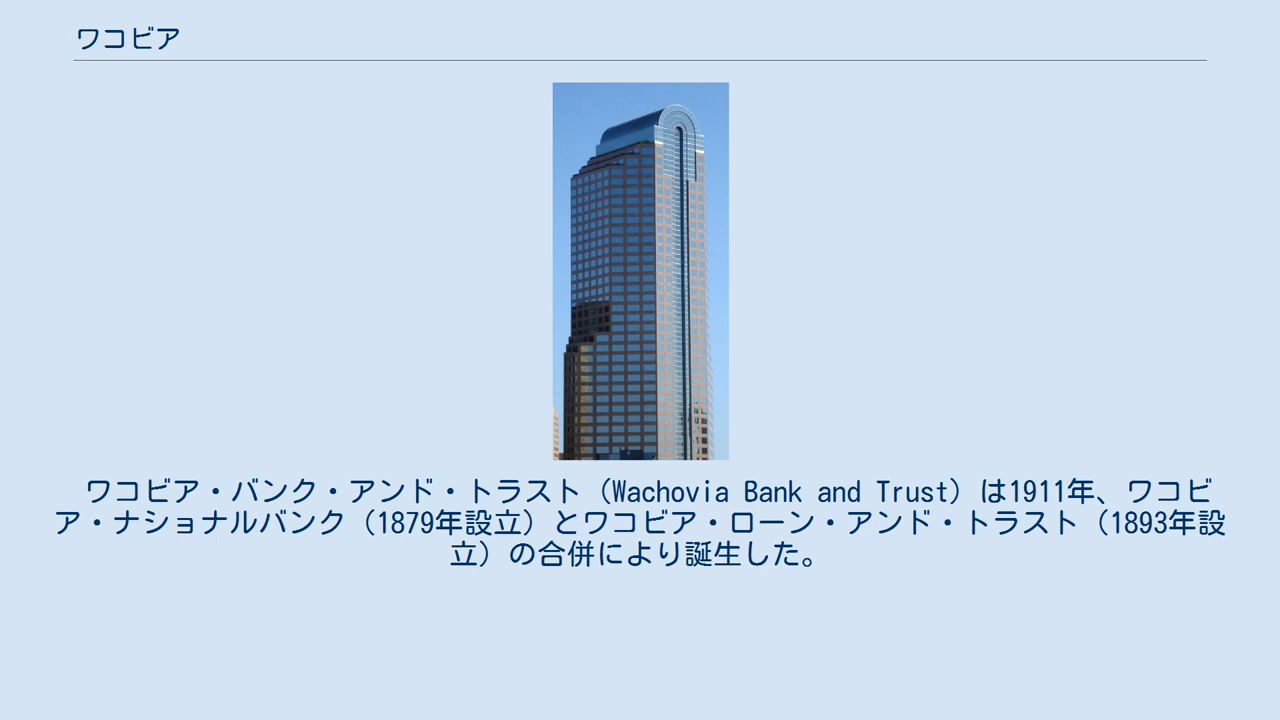 ワコビア
ワコビア・バンク・アンド・トラスト（Wachovia Bank and Trust）は1911年、ワコビ
ア・ナショナルバンク（1879年設立）とワコビア・ローン・アンド・トラスト（1893年設
立）の合併により誕生した。